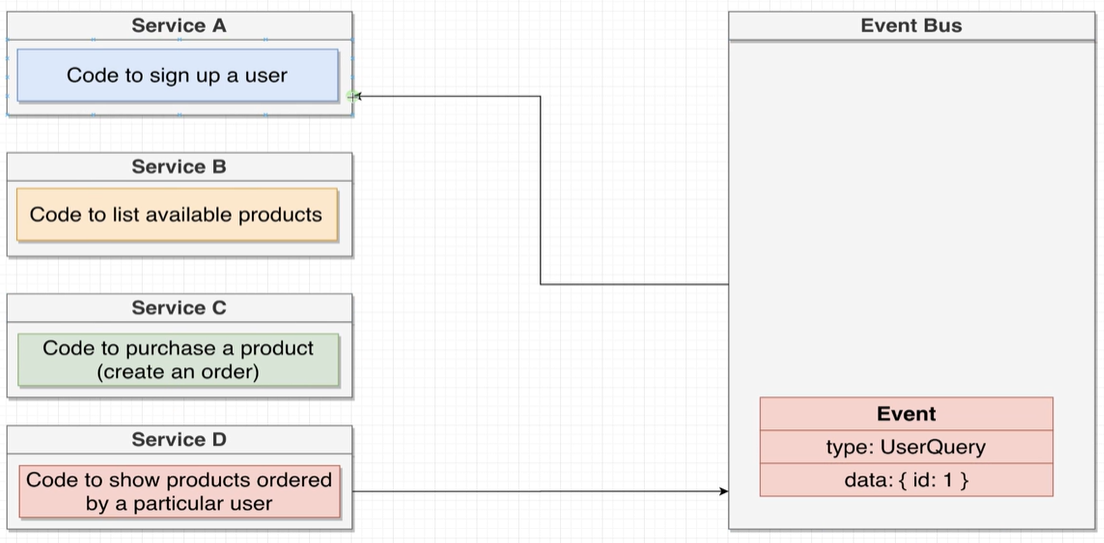 Service A
Code to sign up a user
Service B
Code to list available products
Service C
Code to purchase a product
(create an order)
Service D
Code to show products ordered
by a particular user
Event Bus
Event
type: UserQuery
data: { id: 1 }